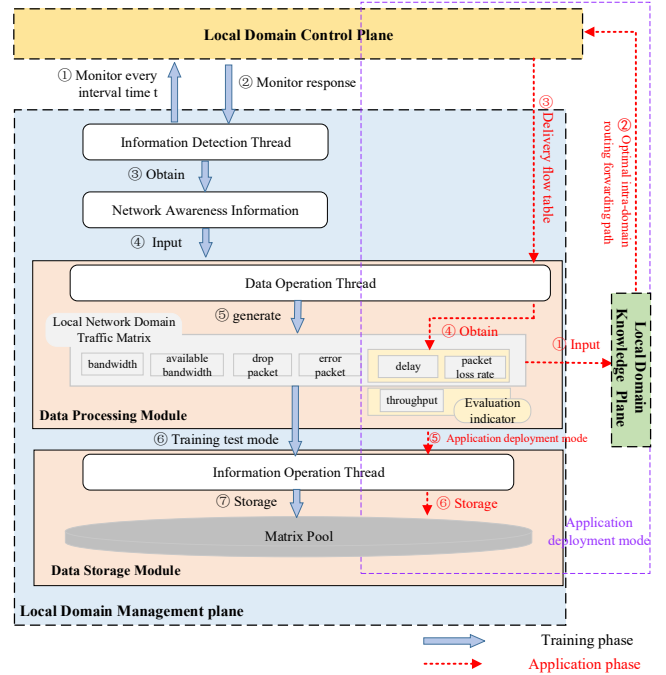 Local Domain Control Plane
① Monitor every
interval time t
② Monitor response
③ Delivery flow table
② Optimal intra-domain
routing forwarding
path
Information Detection Thread
③ Obtain
Network Awareness Information
④ Input
Data Operation Thread
⑤ generate
④ Obtain
① Input
Local Network Domain
Traffic Matrix
bandwidth
available
bandwidth
drop
packet
error
packet
delay
packet
loss rate
throughput
Evaluation
indicator
Data Processing Module
Local Domain
Knowledge Plane
⑥ Training test mode
⑤ Application deployment mode
Information Operation Thread
⑦ Storage
⑥ Storage
Matrix Pool
Application
deployment mode
Data Storage Module
Local Domain Management plane
Training phase
Application phase